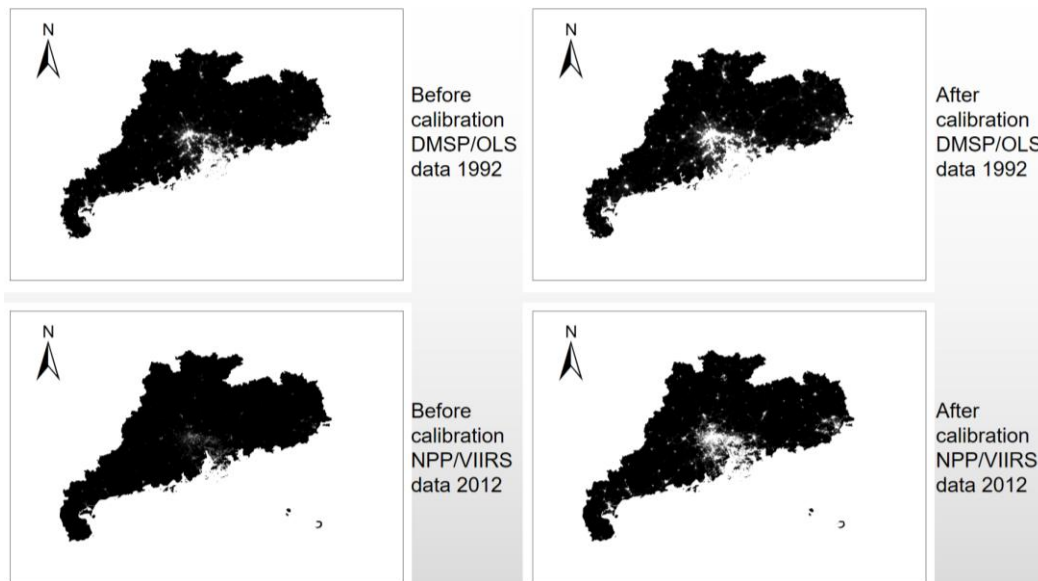 N
Before
calibration
DMSP/OLS
data 1992
N
After
calibration
DMSP/OLS
data 1992
N
Before
calibration
NPP/VIIRS
data 2012
N
After
calibration
NPP/VIIRS
data 2012